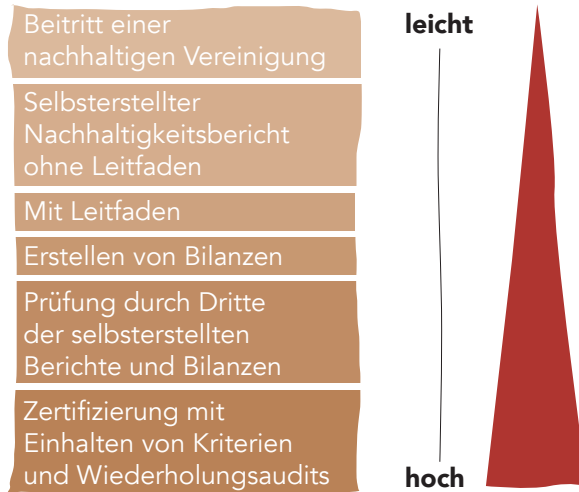 Beitritt einer
nachhaltigen Vereinigung
Selbsterstellter
Nachhaltigkeitsbericht
ohne Leitfaden
Mit Leitfaden
Erstellen von Bilanzen
Prüfung durch Dritte
der selbsterstellten
Berichte und Bilanzen
Zertifizierung mit
Einhalten von Kriterien
und Wiederholungsaudits
leicht
hoch